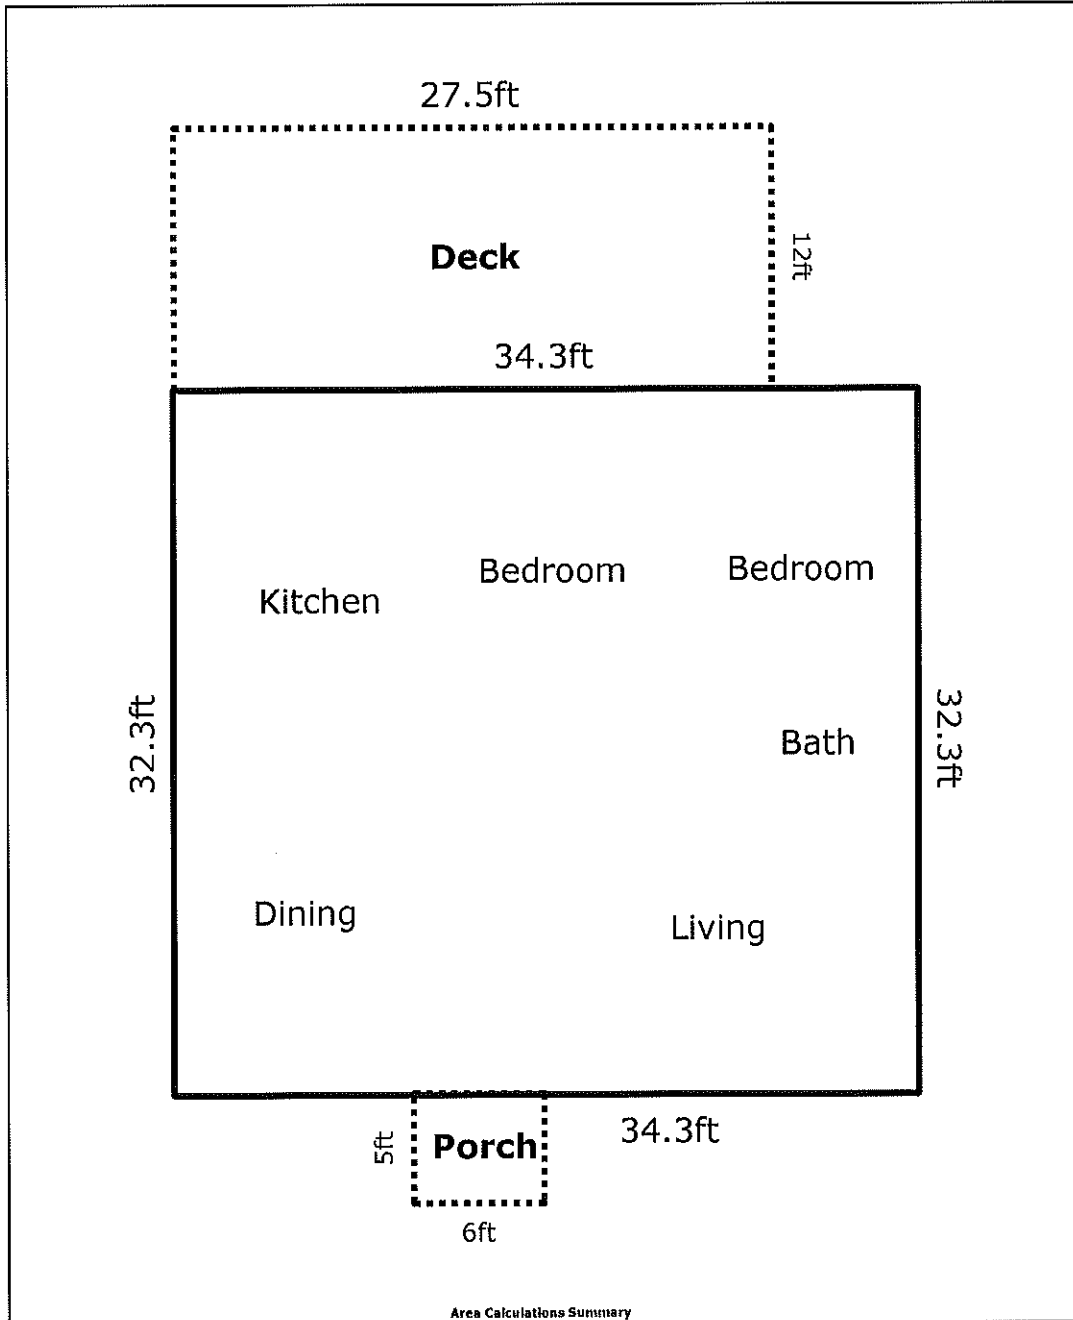 27.5ft
Deck
12ft
34.3ft
Kitchen
Bedroom
Bedroom
32.3ft
Bath
32.3ft
Dining
Living
5ft
Porch
34.3ft
6ft
Area Calculations Summary